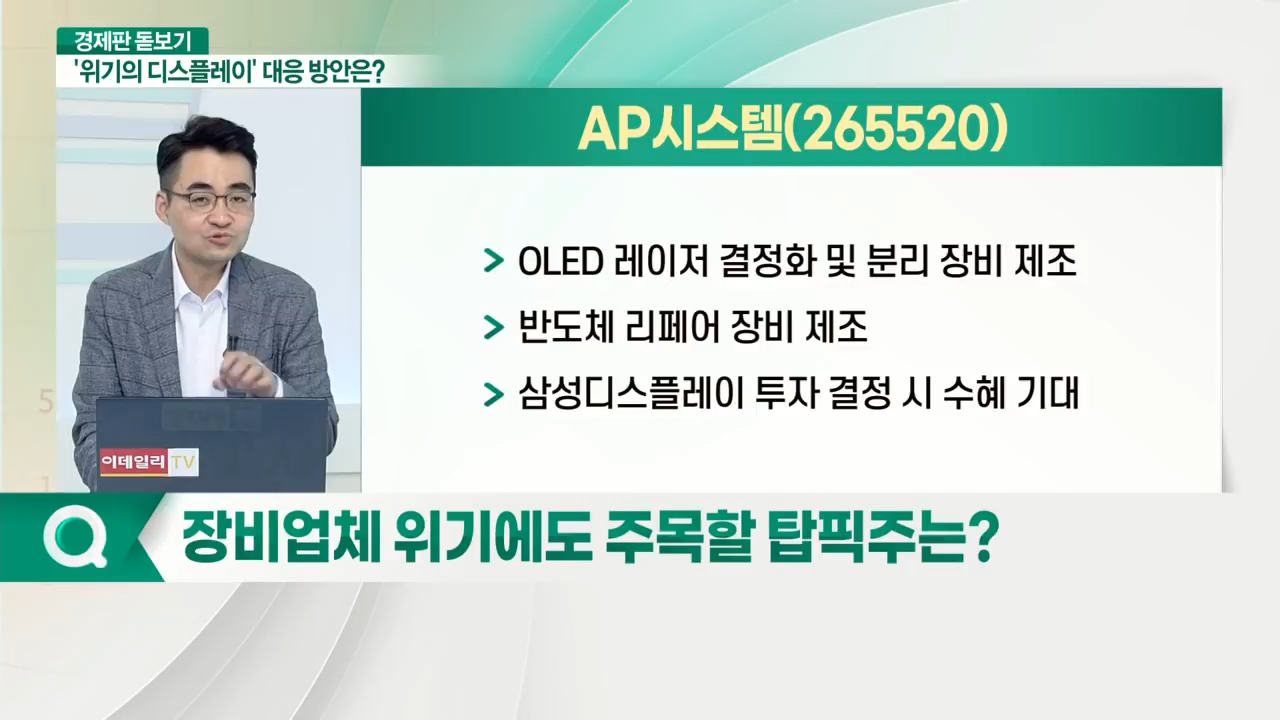 경제판 돋보기
'위기의 디스플레이' 대응 방안은?
AP시스템(265520)
> OLED 레이저 결정화 및 분리 장비 제조
> 반도체 리페어 장비 제조
> 삼성디스플레이 투자 결정 시 수혜 기대
5
1
이데일리 TV
Q 장비업체 위기에도 주목할 탑픽주는?